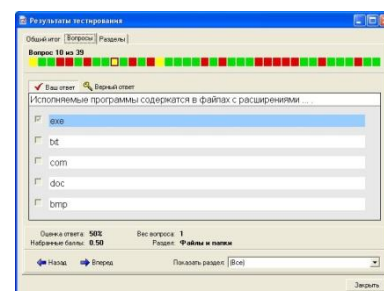 Результаты тестирования
Общий итог Вопросы Разделы
Вопрос 10 из 39
Ваш ответ Верный ответ
Исполняемые программы содержатся в файлах с расширениями ... .
exe
txt
com
doc
bmp
Оценка ответа: 50% Вес вопроса: 1
Набранные баллы: 0.50 Раздел: Файлы и папки
Назад Вперед Показать раздел: (Все)
Закрыть